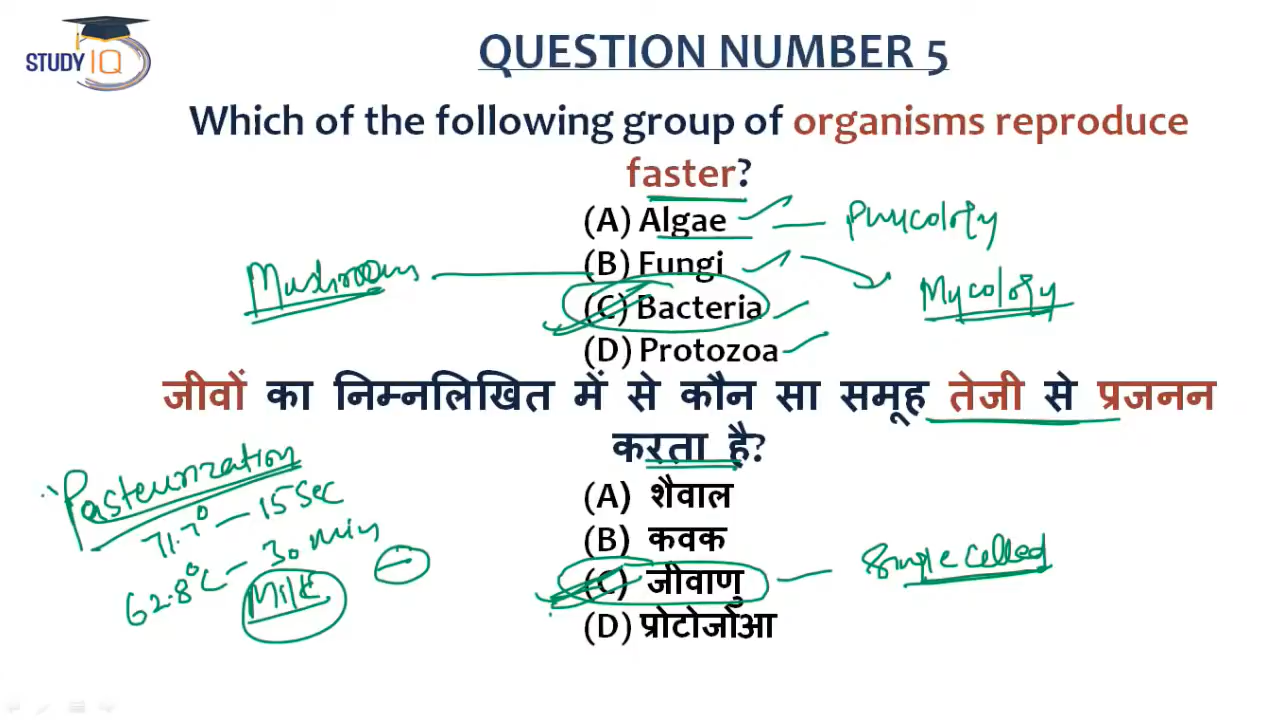 STUDY IQ
QUESTION NUMBER 5
Which of the following group of organisms reproduce
faster?
(A) Algae
Phycology
(B) Fungi
Mushrooms
Mycology
(C) Bacteria
(D) Protozoa
जीवों का निम्नलिखित में से कौन सा समूह तेजी से प्रजनन
करता है?
(A) शैवाल
(B) कवक
(C) जीवाणु
Single celled
(D) प्रोटोजोआ
Pasteurization
71.7° - 15 Sec
62.8°C - 30 min
Milk